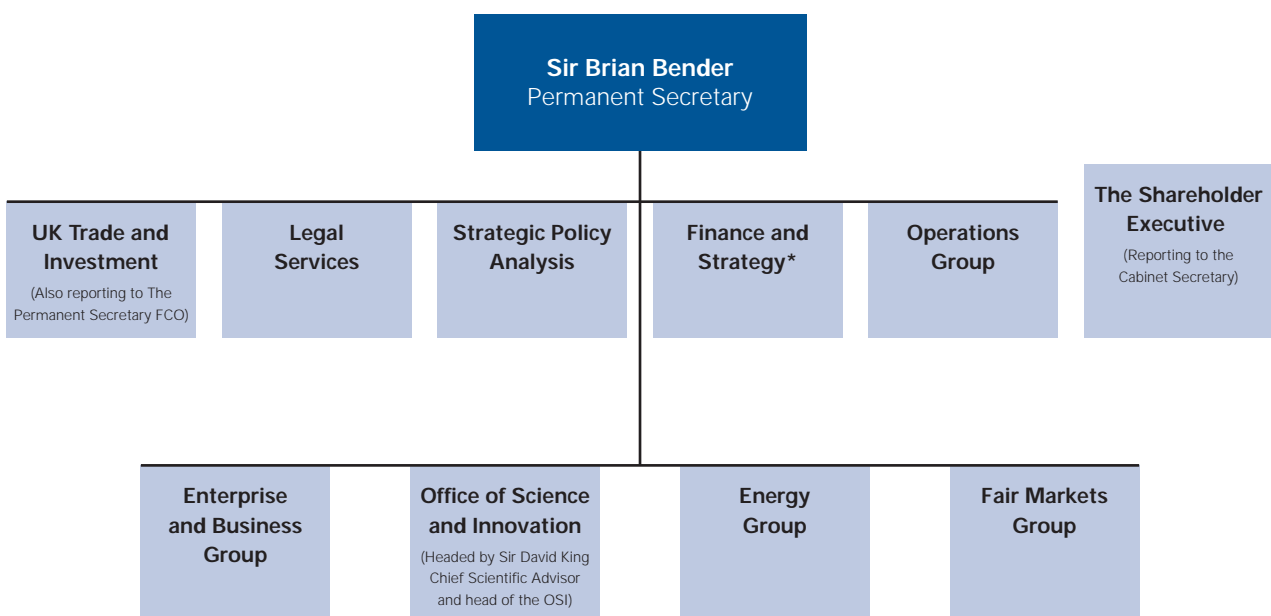 Sir Brian Bender
Permanent Secretary
UK Trade and
Investment
(Also reporting to The
Permanent Secretary FCO)
Legal
Services
Strategic Policy
Analysis
Finance and
Strategy*
Operations
Group
The Shareholder
Executive
(Reporting to the
Cabinet Secretary)
Enterprise
and Business
Group
Office of Science
and Innovation
(Headed by Sir David King
Chief Scientific Advisor
and head of the OSI)
Energy
Group
Fair Markets
Group